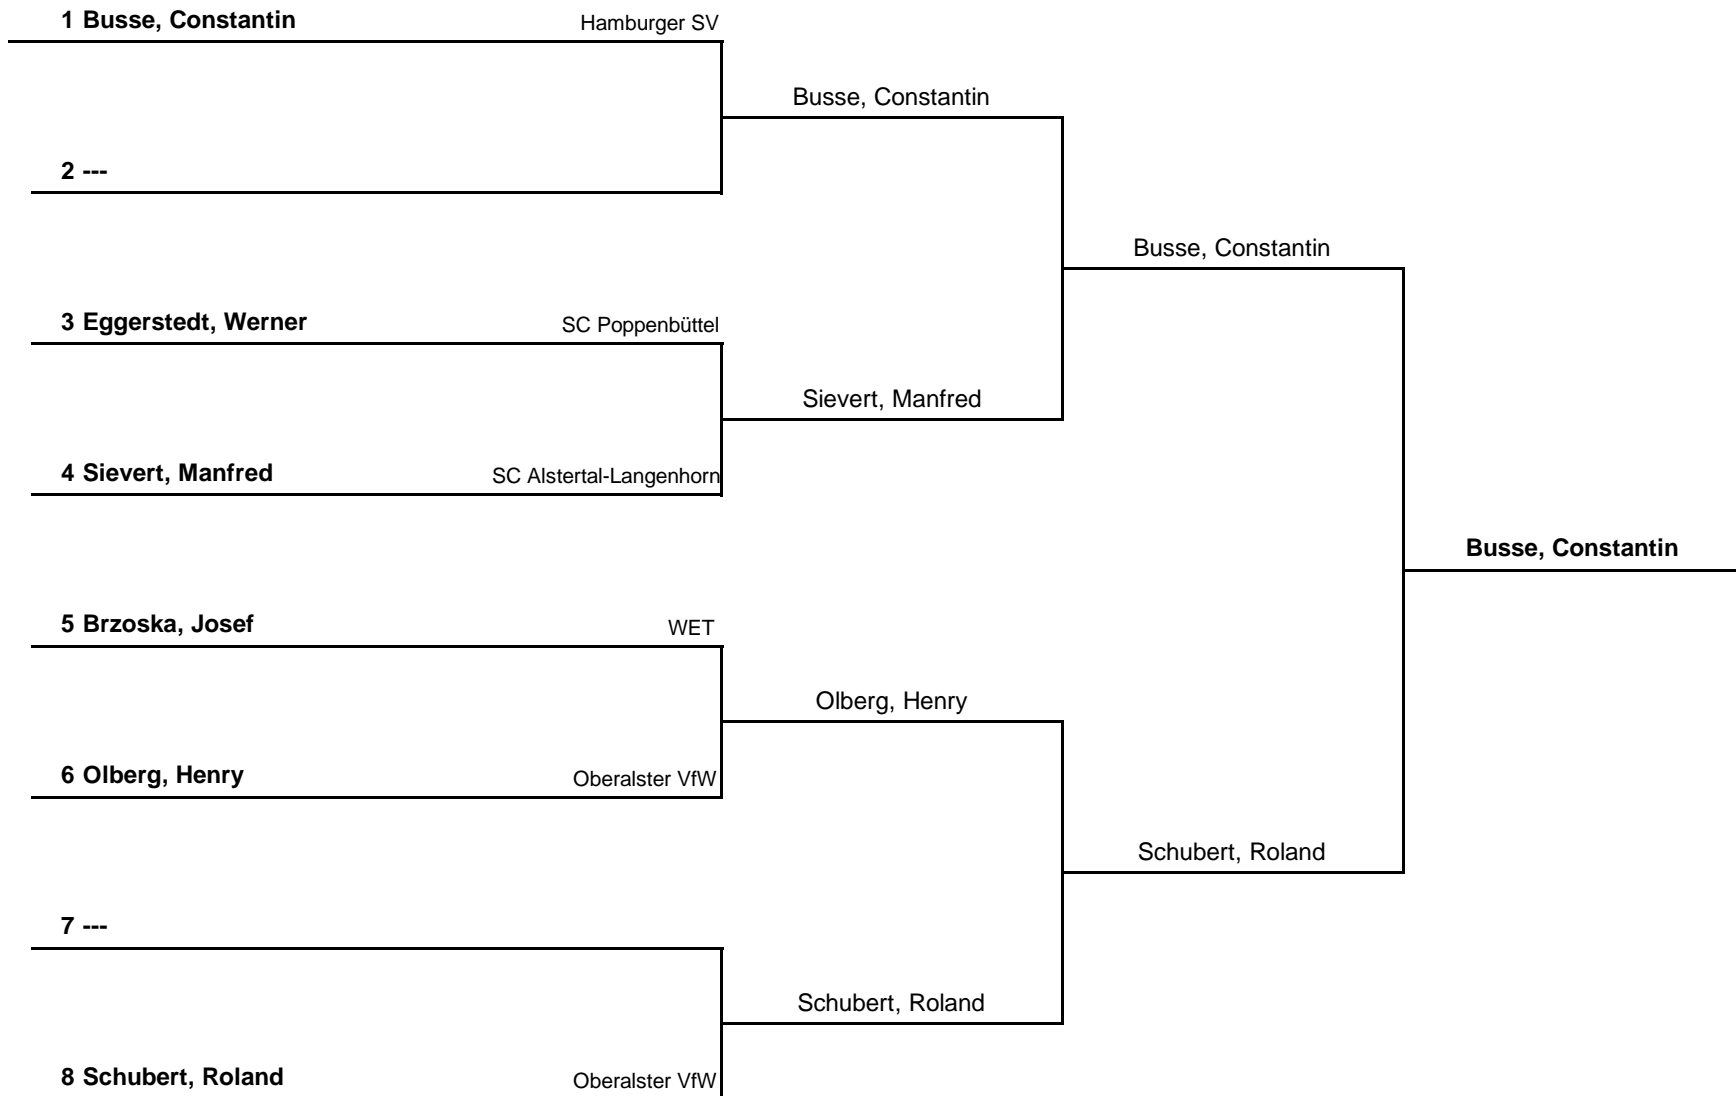 1 Busse, Constantin Hamburger SV
Busse, Constantin
2 ---
Busse, Constantin
3 Eggerstedt, Werner SC Poppenbüttel
Sievert, Manfred
4 Sievert, Manfred SC Alstertal-Langenhorn
Busse, Constantin
5 Brzoska, Josef WET
Olberg, Henry
6 Olberg, Henry Oberalster VfW
Schubert, Roland
7 ---
Schubert, Roland
8 Schubert, Roland Oberalster VfW